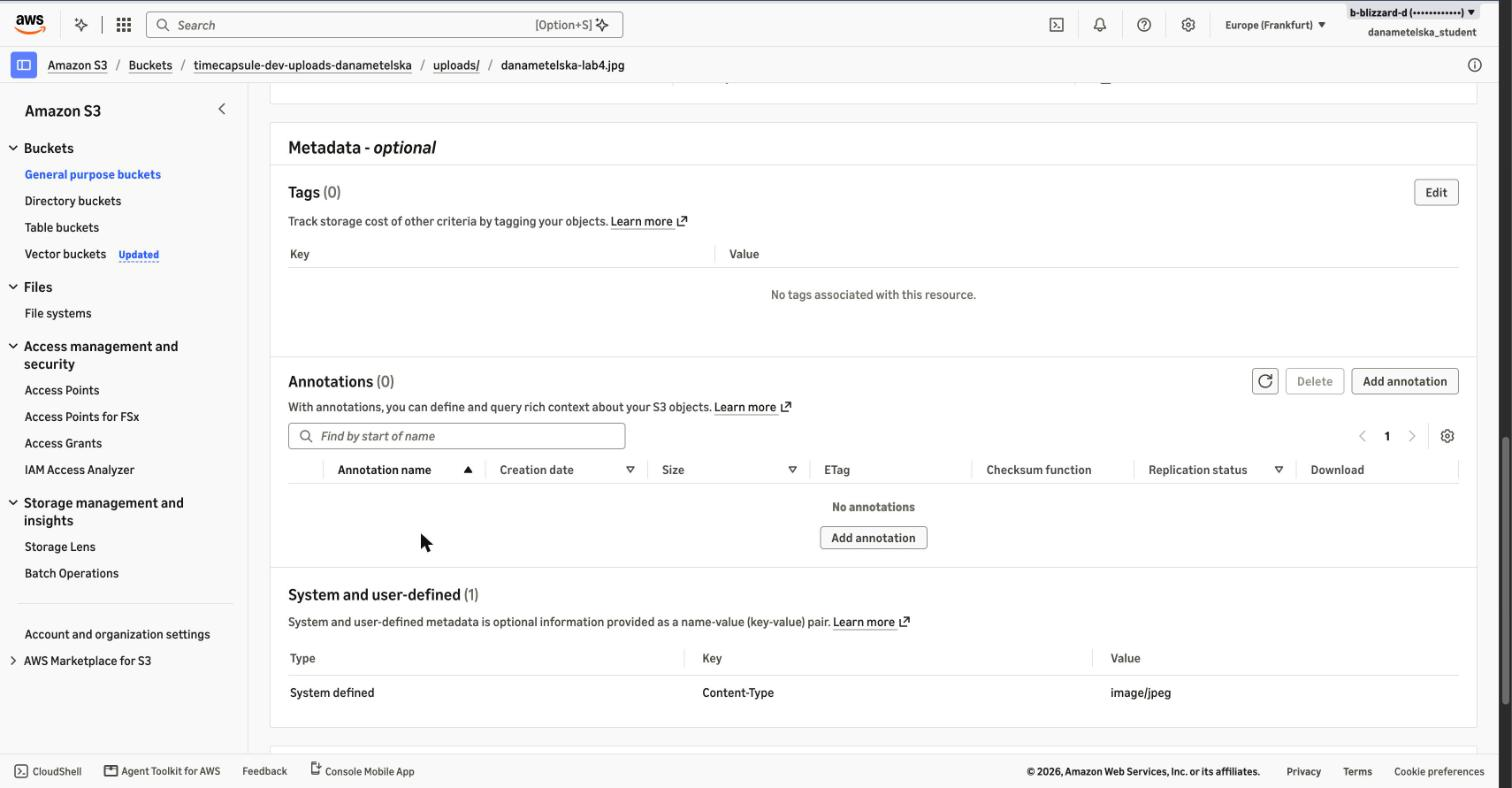 aws
Search [Option+S]
Europe (Frankfurt)
b-blizzard-d (••••••••••••)
danametelska_student
Amazon S3 / Buckets / timecapsule-dev-uploads-danametelska / uploads/ / danametelska-lab4.jpg
Amazon S3
Buckets
General purpose buckets
Directory buckets
Table buckets
Vector buckets Updated
Files
File systems
Access management and
security
Access Points
Access Points for FSx
Access Grants
IAM Access Analyzer
Storage management and
insights
Storage Lens
Batch Operations
Account and organization settings
AWS Marketplace for S3
Metadata - optional
Tags (0)
Edit
Track storage cost of other criteria by tagging your objects. Learn more
Key Value
No tags associated with this resource.
Annotations (0)
Delete Add annotation
With annotations, you can define and query rich context about your S3 objects. Learn more
Find by start of name
1
Annotation name Creation date Size ETag Checksum function Replication status Download
No annotations
Add annotation
System and user-defined (1)
System and user-defined metadata is optional information provided as a name-value (key-value) pair. Learn more
Type Key Value
System defined Content-Type image/jpeg
CloudShell Agent Toolkit for AWS Feedback Console Mobile App
© 2026, Amazon Web Services, Inc. or its affiliates. Privacy Terms Cookie preferences